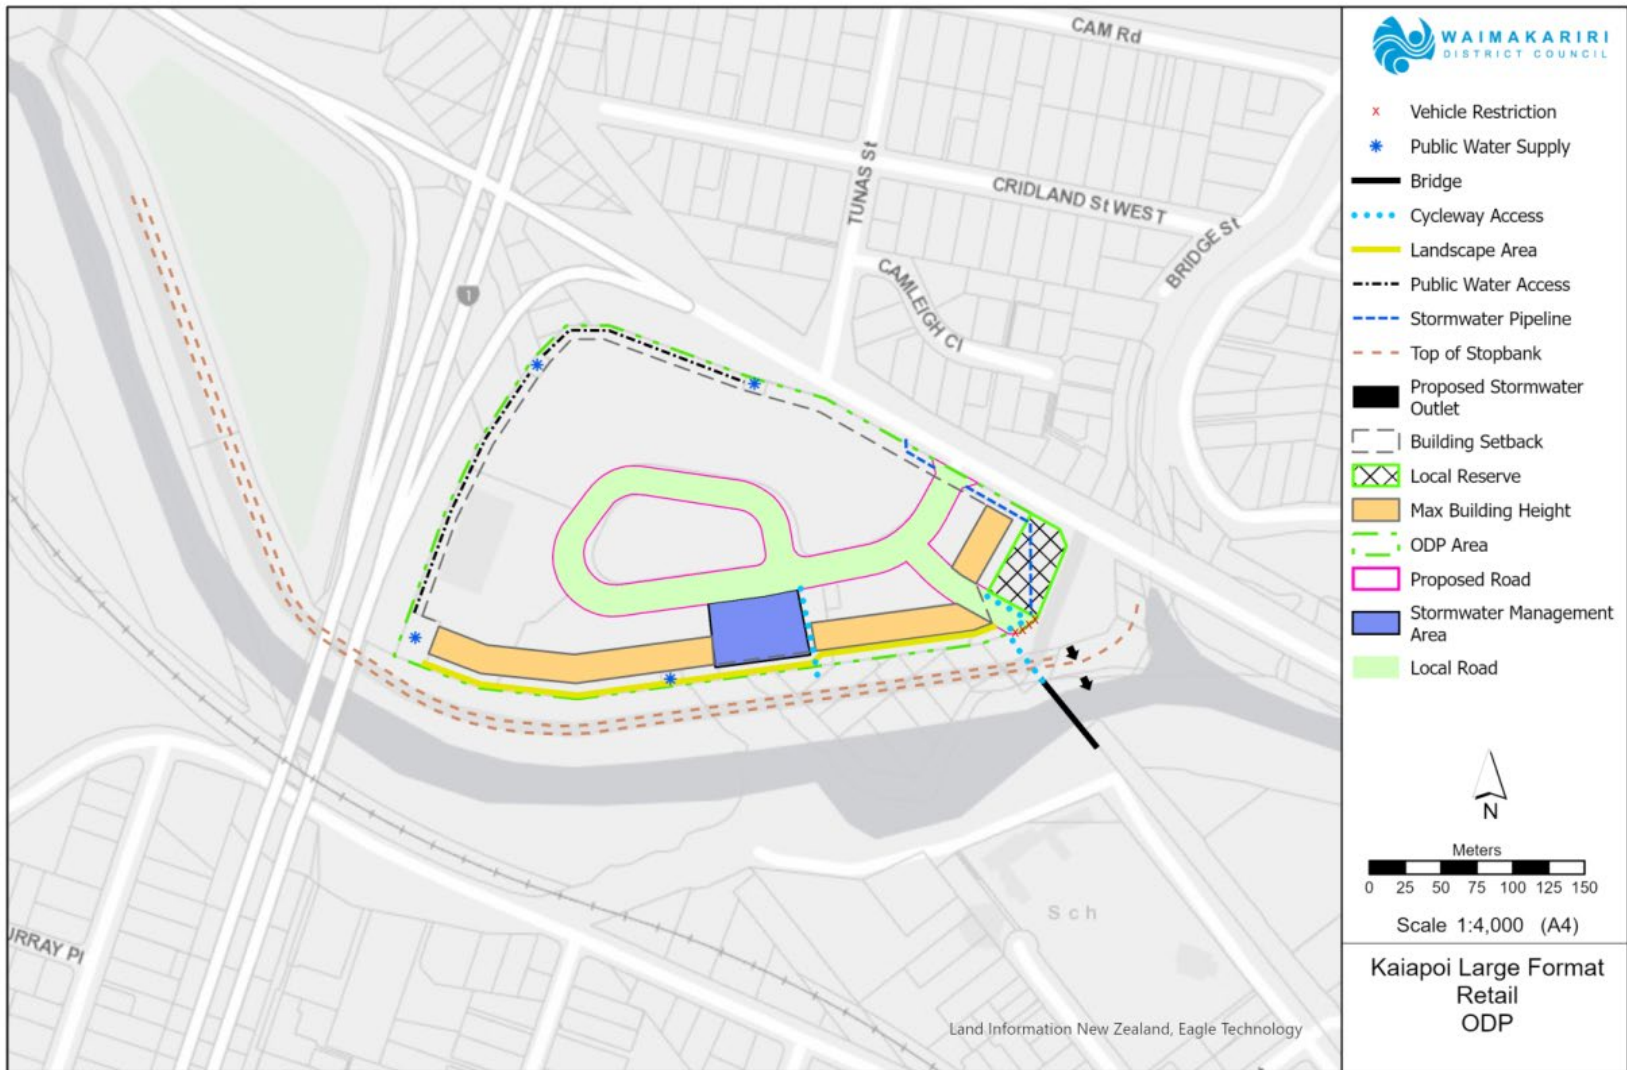 CAM Rd
TUNAS St
CRIDLAND St WEST
BRIDGE St
CAMLEIGH Cl
1
Sch
URRAY Pl
Land Information New Zealand, Eagle Technology
WAIMAKARIRI
DISTRICT COUNCIL
Vehicle Restriction
Public Water Supply
Bridge
Cycleway Access
Landscape Area
Public Water Access
Stormwater Pipeline
Top of Stopbank
Proposed Stormwater
Outlet
Building Setback
Local Reserve
Max Building Height
ODP Area
Proposed Road
Stormwater Management
Area
Local Road
N
Meters
0 25 50 75 100 125 150
Scale 1:4,000 (A4)
Kaiapoi Large Format
Retail
ODP